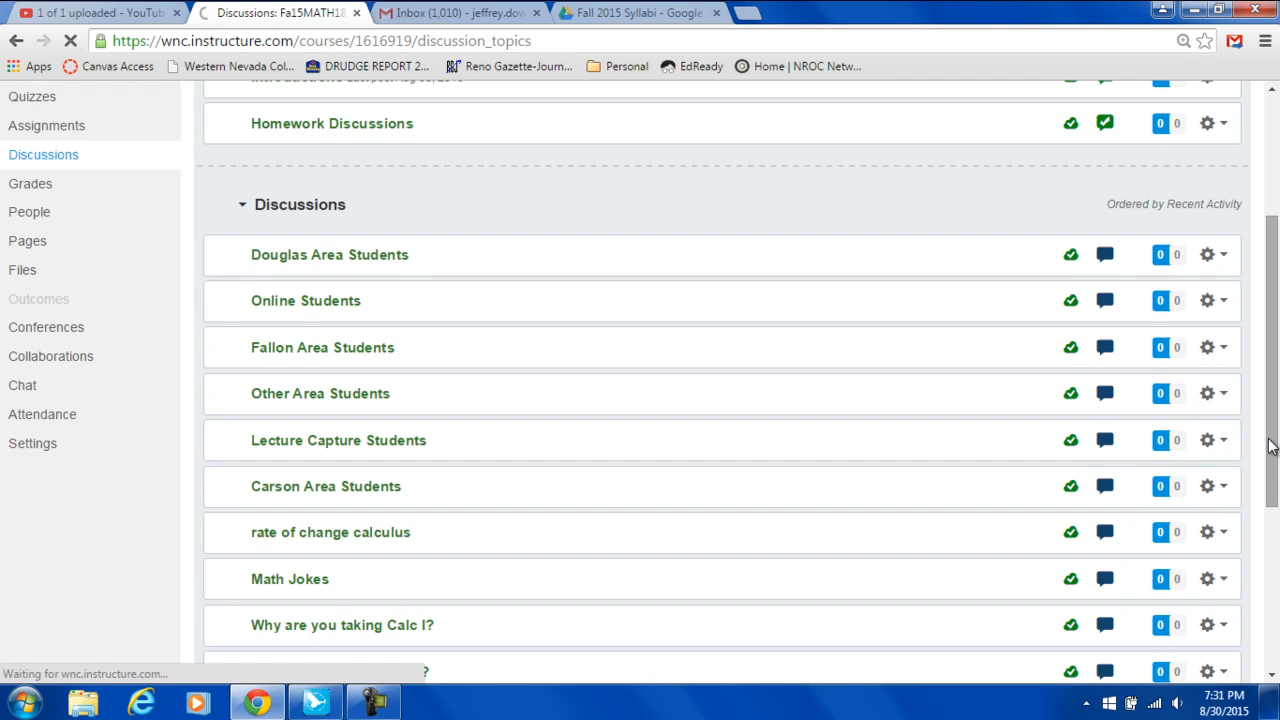 1 of 1 uploaded - YouTu
Discussions: Fa15MATH18
Inbox (1,010) - jeffrey.dow
Fall 2015 Syllabi - Google
https://wnc.instructure.com/courses/1616919/discussion_topics
Apps
Canvas Access
Western Nevada Col...
DRUDGE REPORT 2...
Reno Gazette-Journ...
Personal
EdReady
Home | NROC Netw...
Quizzes
Assignments
Discussions
Grades
People
Pages
Files
Outcomes
Conferences
Collaborations
Chat
Attendance
Settings
Homework Discussions 0 0
Discussions
Ordered by Recent Activity
Douglas Area Students 0 0
Online Students 0 0
Fallon Area Students 0 0
Other Area Students 0 0
Lecture Capture Students 0 0
Carson Area Students 0 0
rate of change calculus 0 0
Math Jokes 0 0
Why are you taking Calc I? 0 0
? 0 0
Waiting for wnc.instructure.com...
7:31 PM
8/30/2015